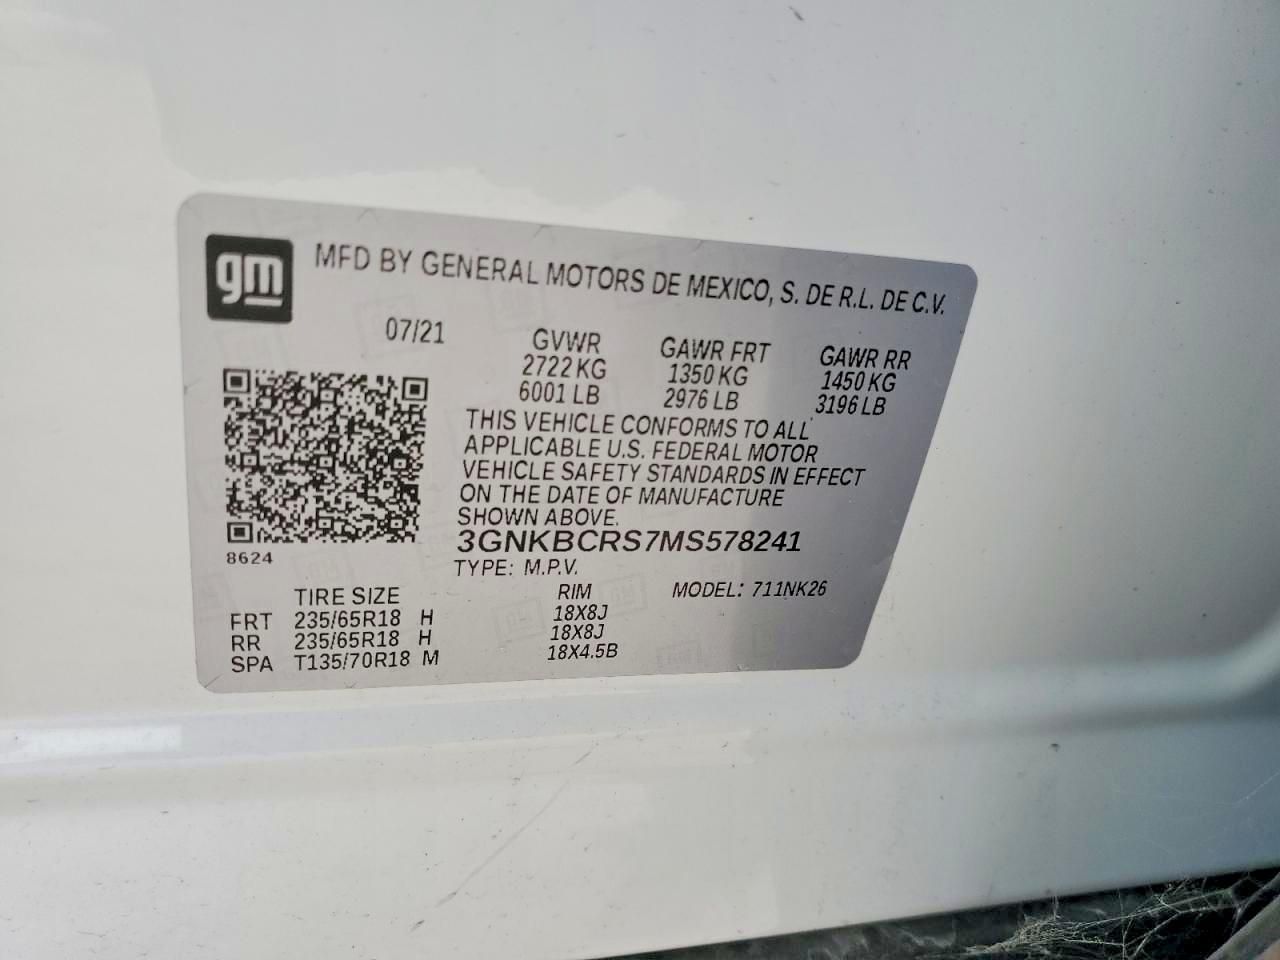 gm MFD BY GENERAL MOTORS DE MEXICO, S. DE R.L. DE C.V.
07/21 GVWR GAWR FRT GAWR RR
2722 KG 1350 KG 1450 KG
6001 LB 2976 LB 3196 LB
THIS VEHICLE CONFORMS TO ALL
APPLICABLE U.S. FEDERAL MOTOR
VEHICLE SAFETY STANDARDS IN EFFECT
ON THE DATE OF MANUFACTURE
SHOWN ABOVE.
3GNKBCRS7MS578241
8624
TYPE: M.P.V. MODEL: 711NK26
TIRE SIZE RIM
FRT 235/65R18 H 18X8J
RR 235/65R18 H 18X8J
SPA T135/70R18 M 18X4.5B